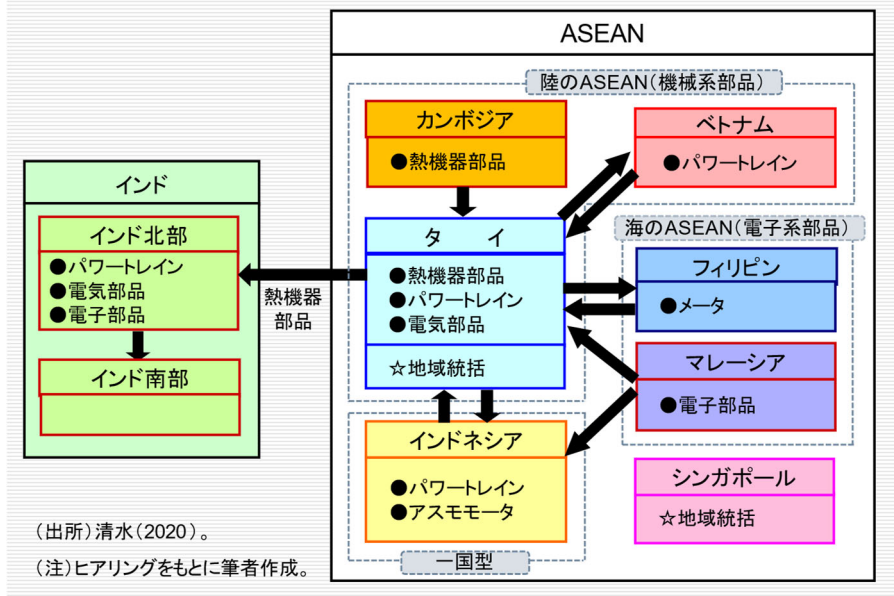 ASEAN
陸のASEAN（機械系部品）
カンボジア
●熱機器部品
ベトナム
●パワートレイン
インド
インド北部
●パワートレイン
●電気部品
●電子部品
インド南部
熱機器
部品
タ　イ
●熱機器部品
●パワートレイン
●電気部品
☆地域統括
海のASEAN（電子系部品）
フィリピン
●メータ
マレーシア
●電子部品
インドネシア
●パワートレイン
●アスモモータ
一国型
シンガポール
☆地域統括
（出所）清水（2020）。
（注）ヒアリングをもとに筆者作成。